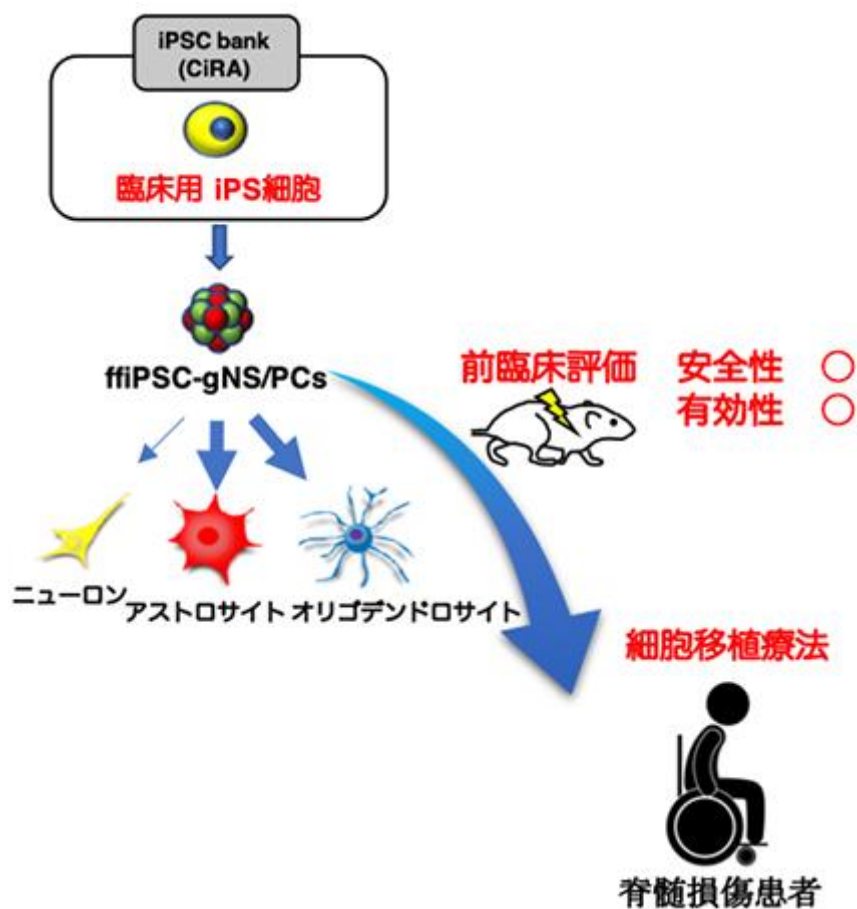 iPSC bank
(CiRA)
臨床用 iPS細胞
ffiPSC-gNS/PCs
前臨床評価 安全性 ○
有効性 ○
ニューロン
アストロサイト オリゴデンドロサイト
細胞移植療法
脊髄損傷患者